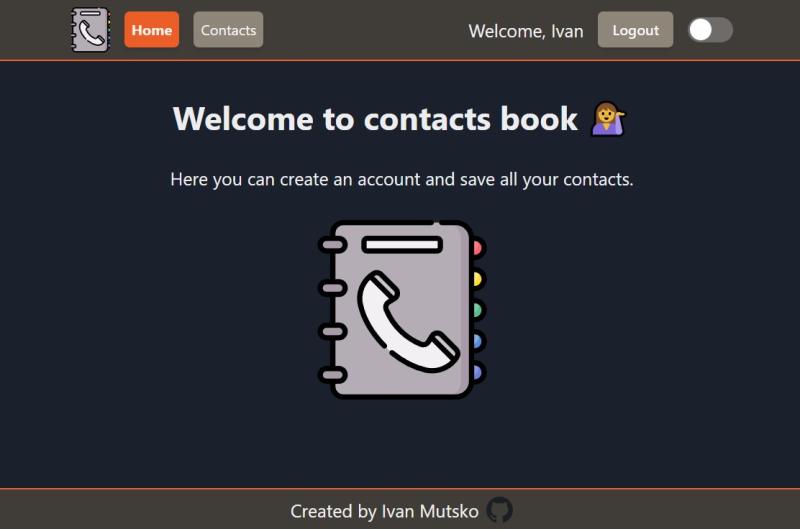 Home Contacts Welcome, Ivan Logout
Welcome to contacts book 💁‍♀️
Here you can create an account and save all your contacts.
Created by Ivan Mutsko